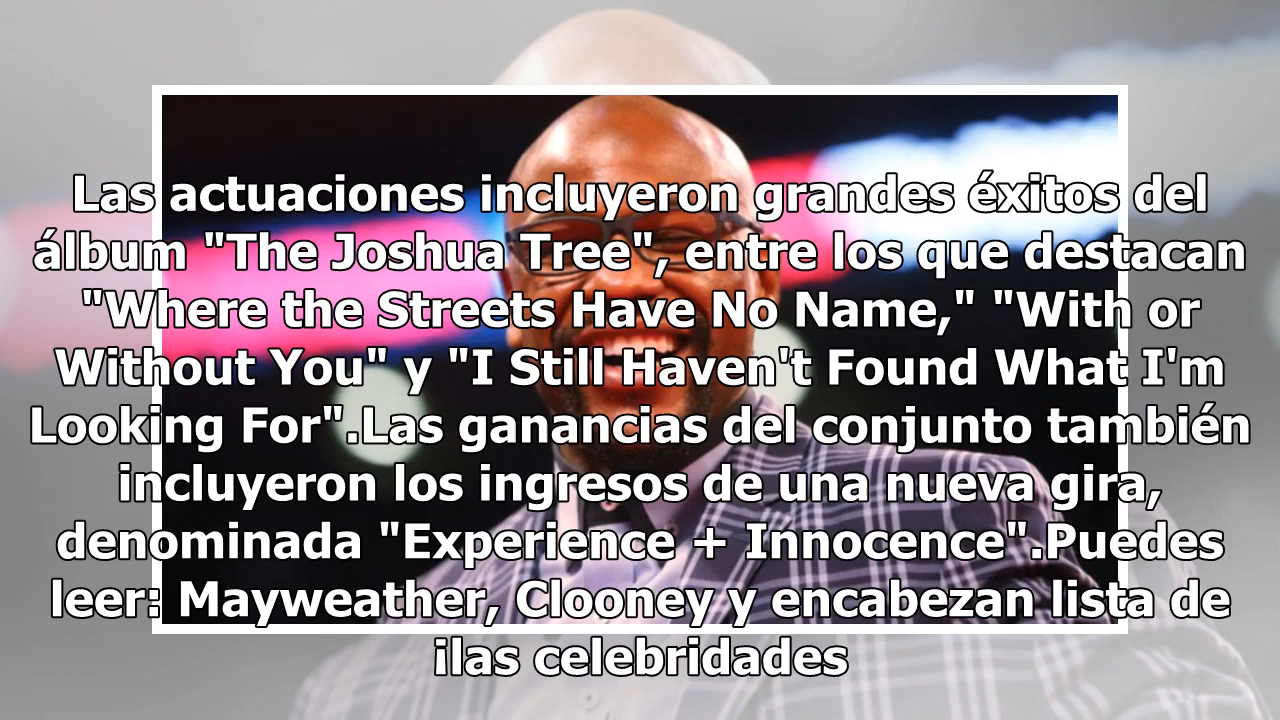 Las actuaciones incluyeron grandes éxitos del
álbum "The Joshua Tree", entre los que destacan
"Where the Streets Have No Name," "With or
Without You" y "I Still Haven't Found What I'm
Looking For".Las ganancias del conjunto también
incluyeron los ingresos de una nueva gira,
denominada "Experience + Innocence".Puedes
leer: Mayweather, Clooney y encabezan lista de
¡las celebridades